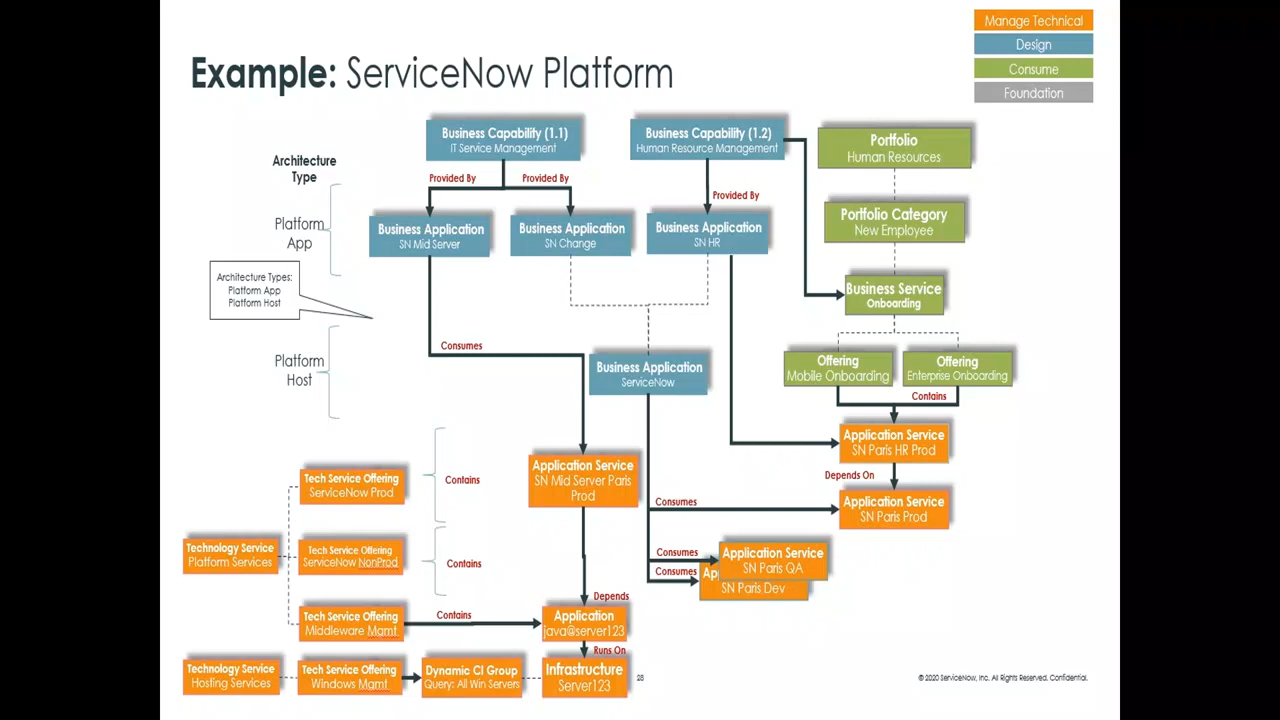 Manage Technical
Design
Consume
Foundation
Example: ServiceNow Platform
Business Capability (1.1)
IT Service Management
Business Capability (1.2)
Human Resource Management
Portfolio
Human Resources
Architecture
Type
Provided By
Provided By
Provided By
Platform
App
Business Application
SN Mid Server
Business Application
SN Change
Business Application
SN HR
Portfolio Category
New Employee
Architecture Types:
Platform App
Platform Host
Business Service
Onboarding
Consumes
Platform
Host
Business Application
ServiceNow
Offering
Mobile Onboarding
Offering
Enterprise Onboarding
Contains
Application Service
SN Paris HR Prod
Depends On
Tech Service Offering
ServiceNow Prod
Contains
Application Service
SN Mid Server Paris
Prod
Consumes
Application Service
SN Paris Prod
Technology Service
Platform Services
Tech Service Offering
ServiceNow NonProd
Contains
Consumes
Consumes
Application Service
SN Paris QA
Ap
SN Paris Dev
Depends
Tech Service Offering
Middleware Mgmt
Contains
Application
java@server123
Runs On
Technology Service
Hosting Services
Tech Service Offering
Windows Mgmt
Dynamic CI Group
Query: All Win Servers
Infrastructure
Server123
28
© 2020 ServiceNow, Inc. All Rights Reserved. Confidential.